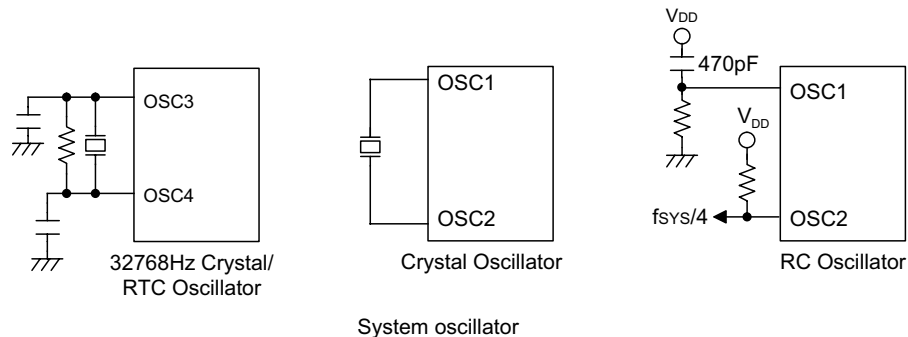 OSC3
OSC4
32768Hz Crystal/
RTC Oscillator
OSC1
OSC2
Crystal Oscillator
VDD
470pF
OSC1
VDD
fSYS/4
OSC2
RC Oscillator
System oscillator